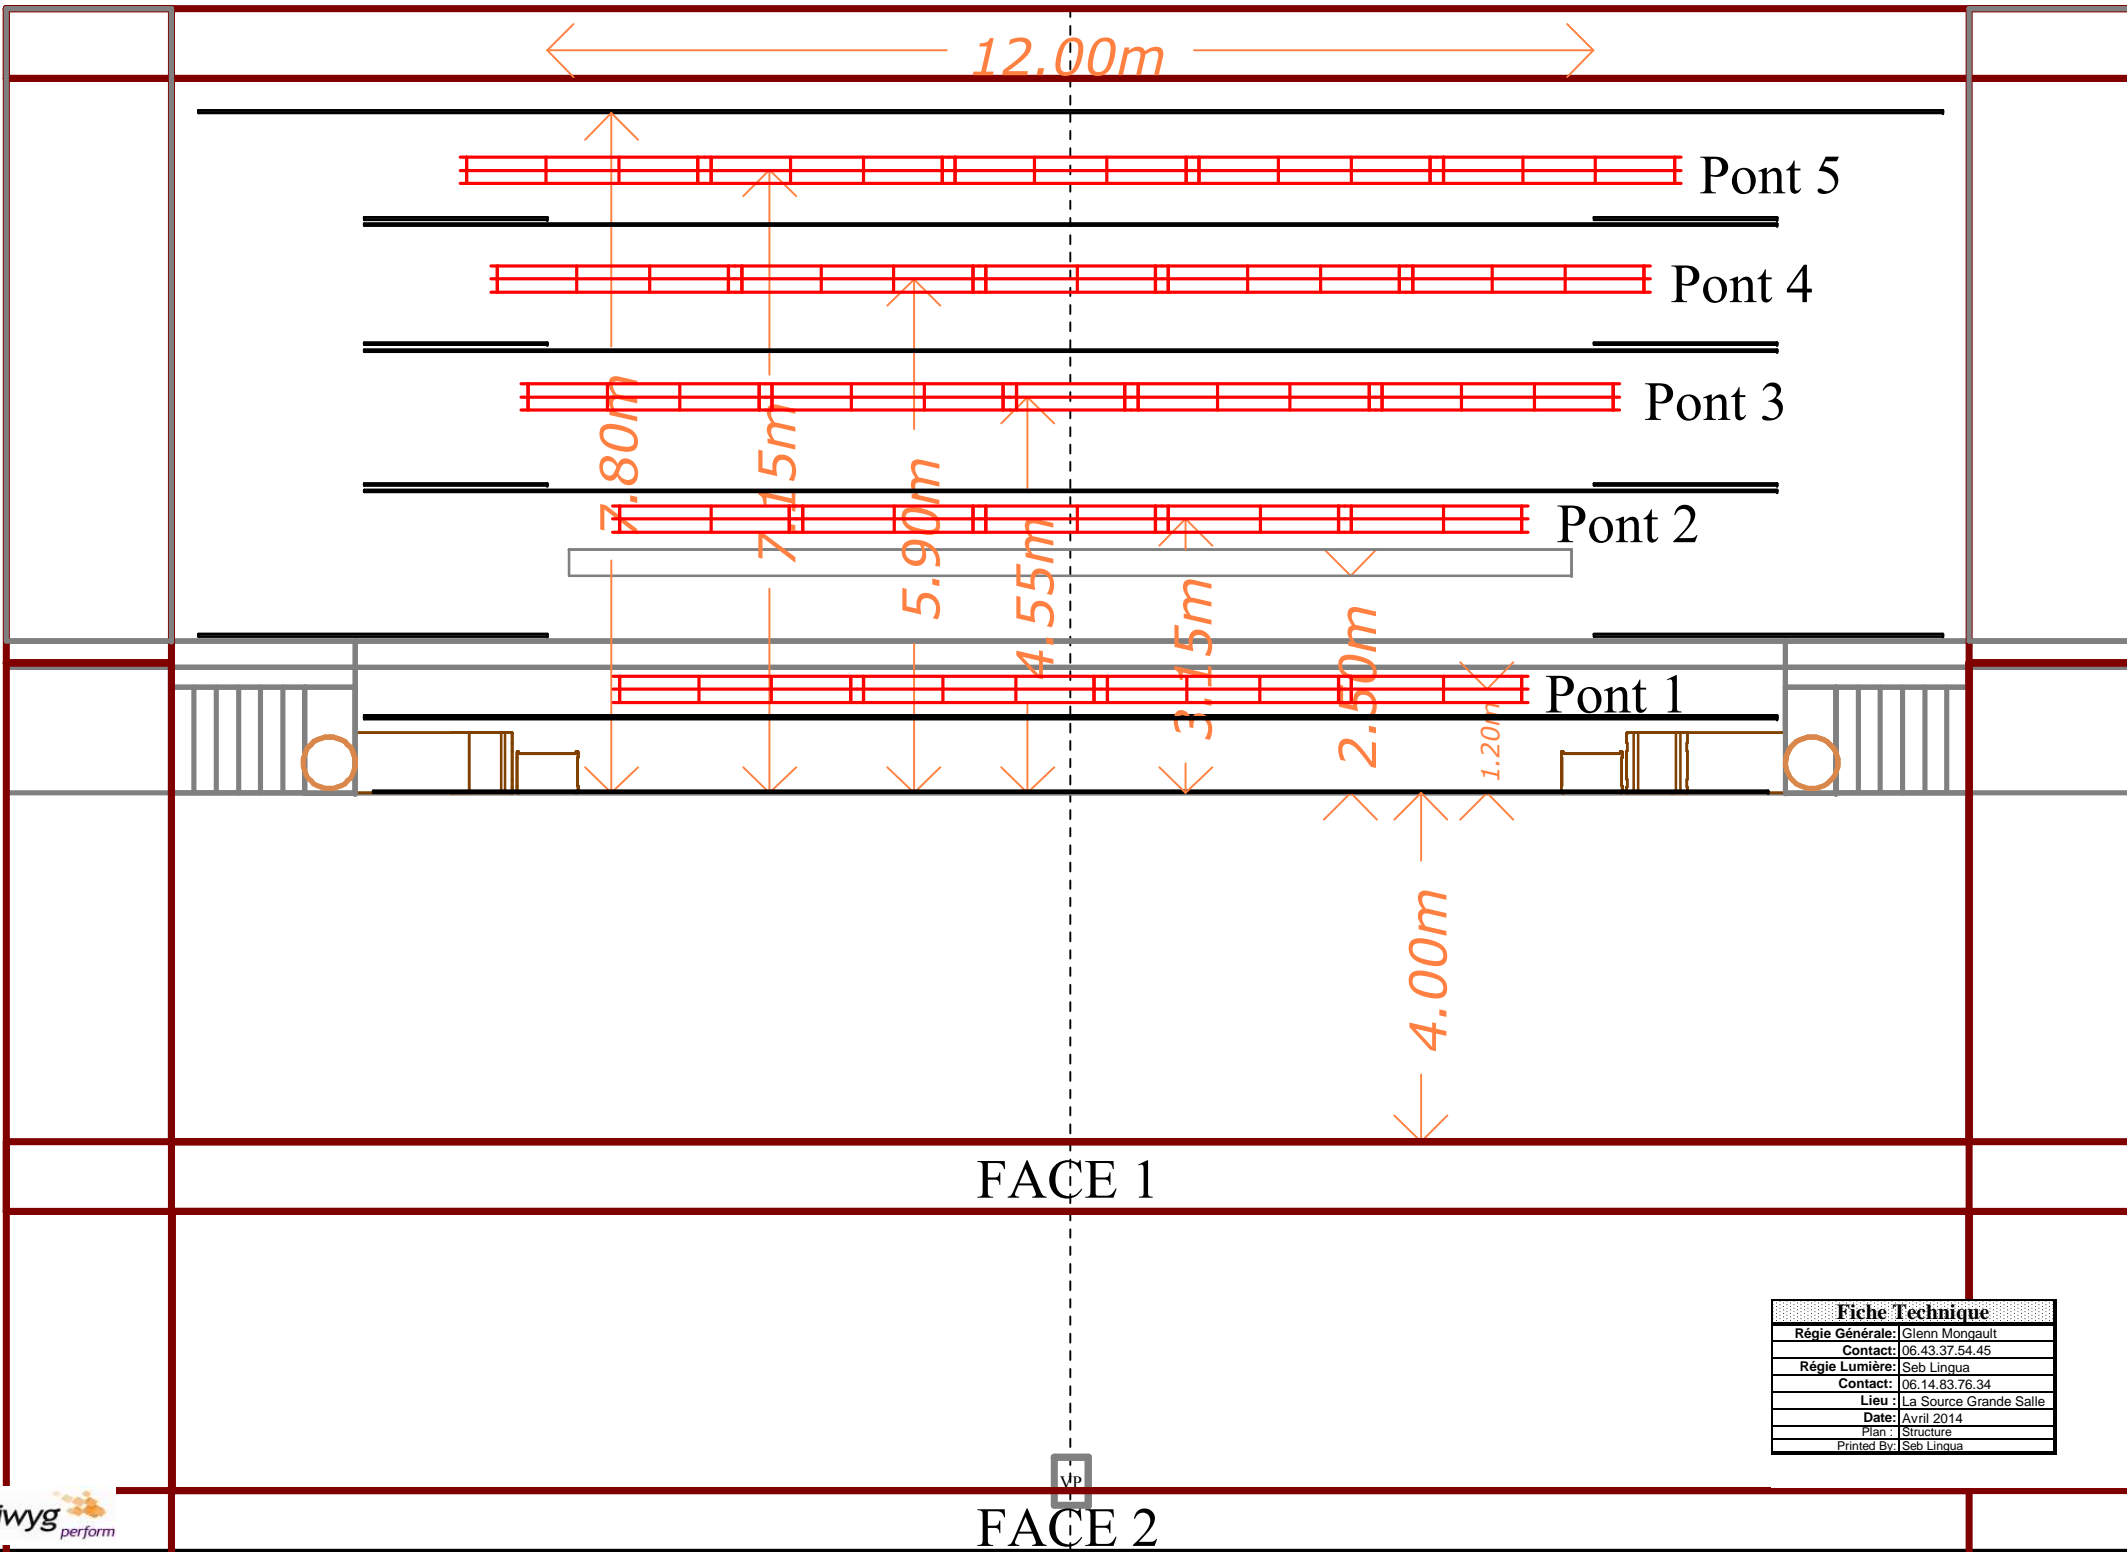 12.00m
Pont 5
Pont 4
Pont 3
7.80m
7.15m
5.90m
4.55m
Pont 2
3.15m
2.50m
Pont 1
1.20m
4.00m
FACE 1
Fiche Technique
Régie Générale: Glenn Mongault
Contact: 06.43.37.54.45
Régie Lumière: Seb Lingua
Contact: 06.14.83.76.34
Lieu : La Source Grande Salle
Date: Avril 2014
Plan : Structure
Printed By: Seb Lingua
VP
iwyg
perform
FACE 2